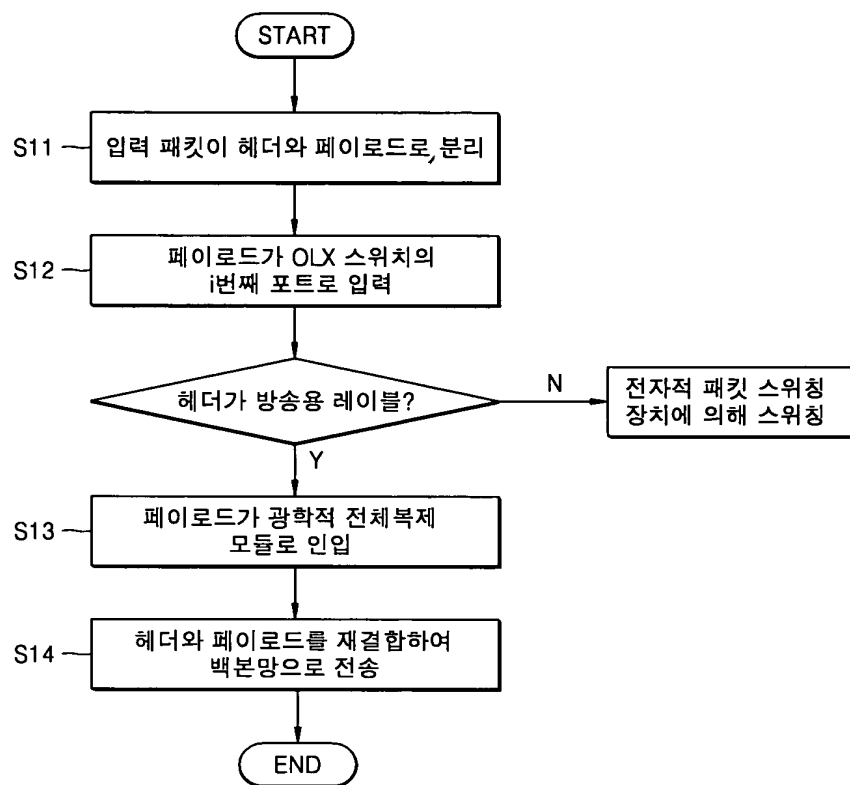 START
S11
입력 패킷이 헤더와 페이로드로, 분리
S12
페이로드가 OLX 스위치의
i번째 포트로 입력
헤더가 방송용 레이블?
N
전자적 패킷 스위칭
장치에 의해 스위칭
Y
S13
페이로드가 광학적 전체복제
모듈로 인입
S14
헤더와 페이로드를 재결합하여
백본망으로 전송
END